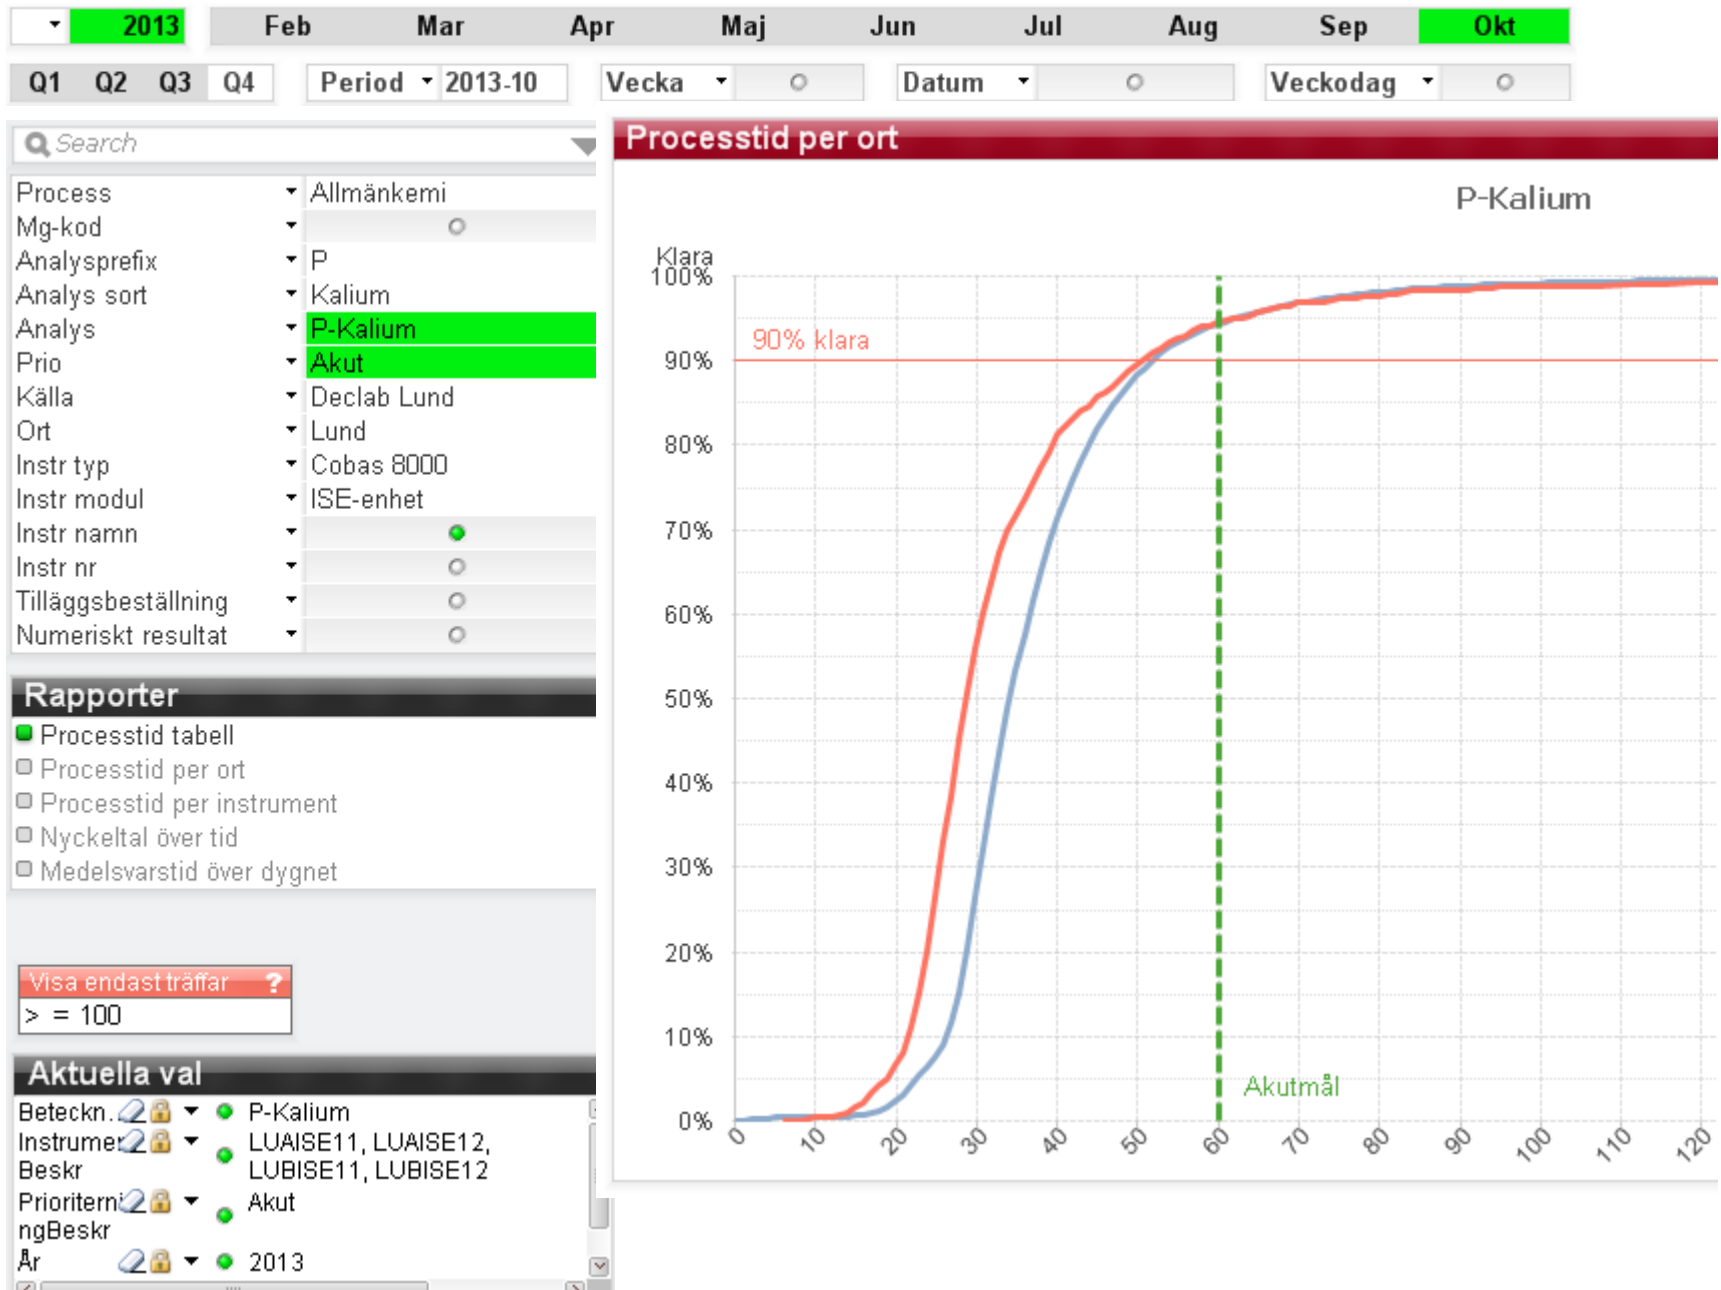 2013 Feb Mar Apr Maj Jun Jul Aug Sep Okt
Q1 Q2 Q3 Q4 Period 2013-10 Vecka Datum Veckodag
Search
Process Allmänkemi
Mg-kod
Analysprefix P
Analys sort Kalium
Analys P-Kalium
Prio Akut
Källa Declab Lund
Ort Lund
Instr typ Cobas 8000
Instr modul ISE-enhet
Instr namn
Instr nr
Tilläggsbeställning
Numeriskt resultat
Rapporter
Processtid tabell
Processtid per ort
Processtid per instrument
Nyckeltal över tid
Medelsvarstid över dygnet
Visa endast träffar ?
> = 100
Aktuella val
Beteckn. P-Kalium
Instrumen LUAISE11, LUAISE12,
Beskr LUBISE11, LUBISE12
Prioriterni Akut
ngBeskr
År 2013
Processtid per ort
P-Kalium
Klara
100%
90% klara
90%
80%
70%
60%
50%
40%
30%
20%
10%
Akutmål
0%
0 10 20 30 40 50 60 70 80 90 100 110 120